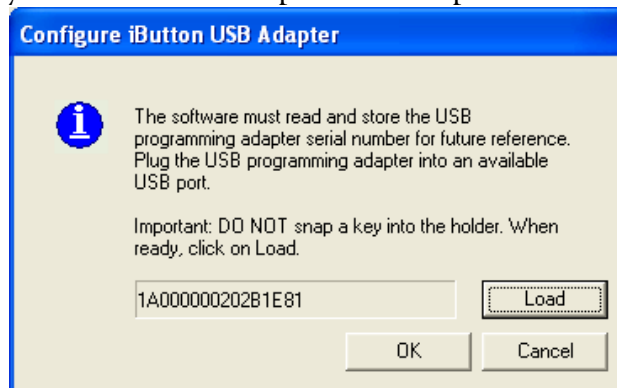 Configure iButton USB Adapter
The software must read and store the USB
programming adapter serial number for future reference.
Plug the USB programming adapter into an available
USB port.
Important: DO NOT snap a key into the holder. When
ready, click on Load.
1A000000202B1E81
Load
OK
Cancel